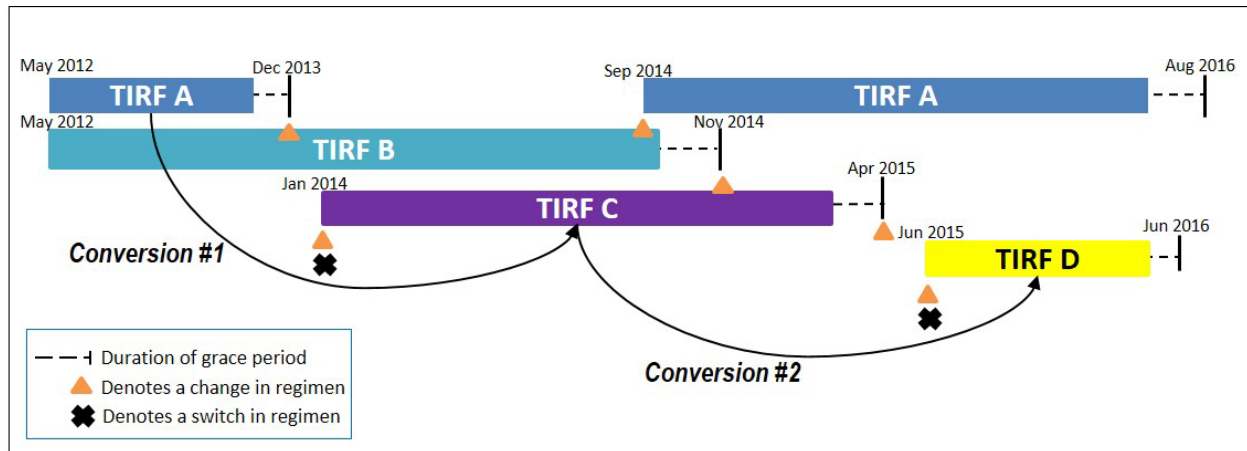 May 2012
Dec 2013
Sep 2014
Aug 2016
TIRF A
TIRF A
May 2012
Nov 2014
TIRF B
Jan 2014
Apr 2015
TIRF C
Jun 2015
Jun 2016
Conversion #1
TIRF D
Conversion #2
Duration of grace period
Denotes a change in regimen
Denotes a switch in regimen